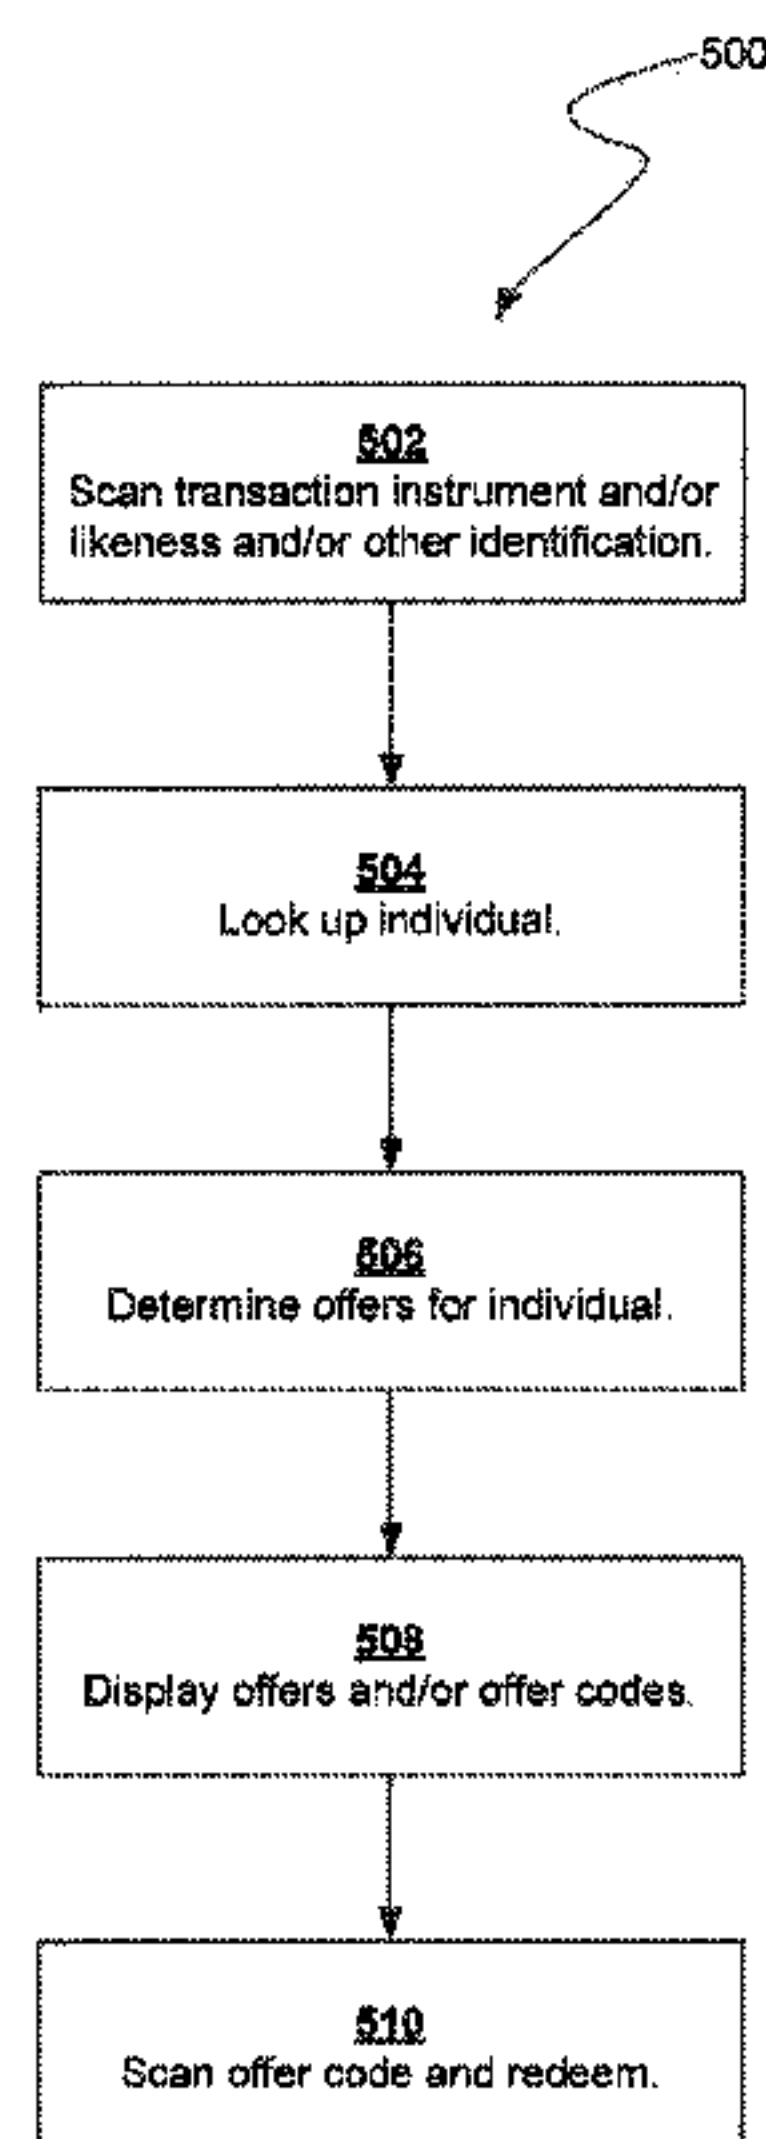 500
502
Scan transaction instrument and/or
likeness and/or other identification.
504
Look up individual.
506
Determine offers for individual.
508
Display offers and/or offer codes.
510
Scan offer code and redeem.